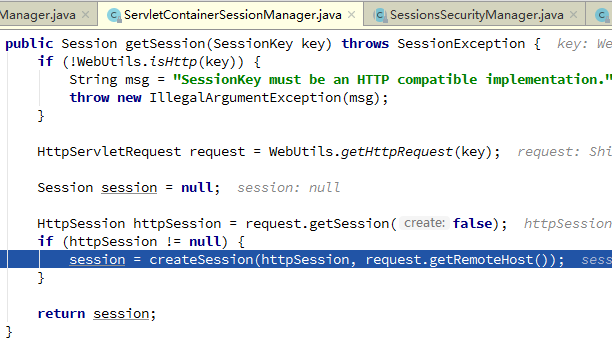 Manager.java × ServletContainerSessionManager.java × SessionsSecurityManager.java ×
public Session getSession(SessionKey key) throws SessionException { key: We
if (!WebUtils.isHttp(key)) {
String msg = "SessionKey must be an HTTP compatible implementation."
throw new IllegalArgumentException(msg);
}
HttpServletRequest request = WebUtils.getHttpRequest(key); request: Shi
Session session = null; session: null
HttpSession httpSession = request.getSession( create: false); httpSession
if (httpSession != null) {
session = createSession(httpSession, request.getRemoteHost()); sess
}
return session;
}